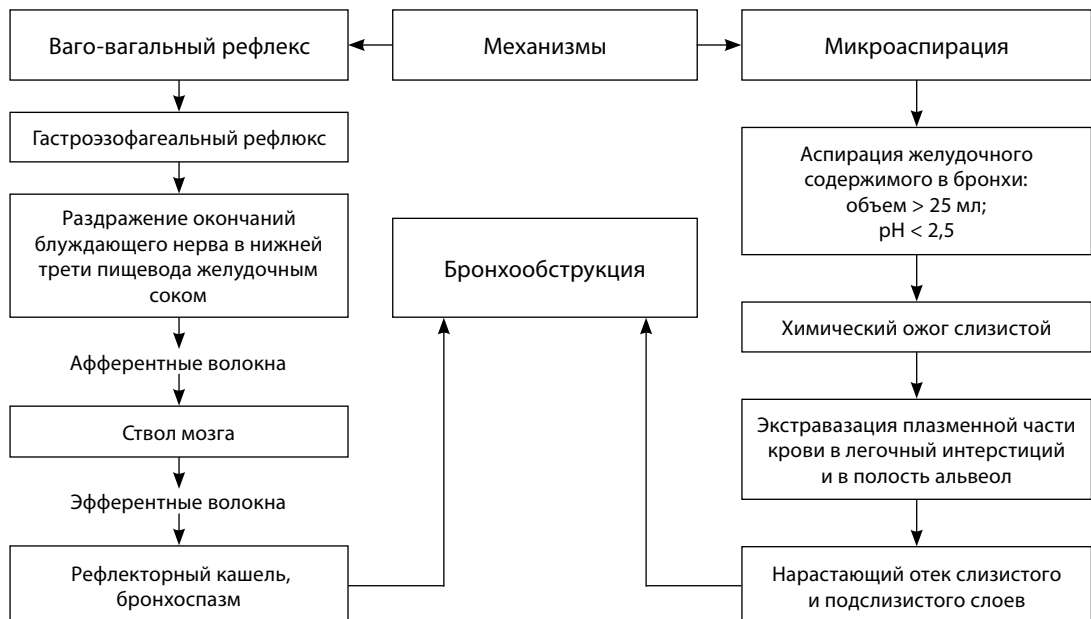 Механизмы
Ваго-вагальный рефлекс
Гастроэзофагеальный рефлюкс
Раздражение окончаний
блуждающего нерва в нижней
трети пищевода желудочным
соком
Афферентные волокна
Ствол мозга
Эфферентные волокна
Рефлекторный кашель,
бронхоспазм
Бронхообструкция
Микроаспирация
Аспирация желудочного
содержимого в бронхи:
объем > 25 мл;
pH < 2,5
Химический ожог слизистой
Экстравазация плазменной части
крови в легочный интерстиций
и в полость альвеол
Нарастающий отек слизистого
и подслизистого слоев